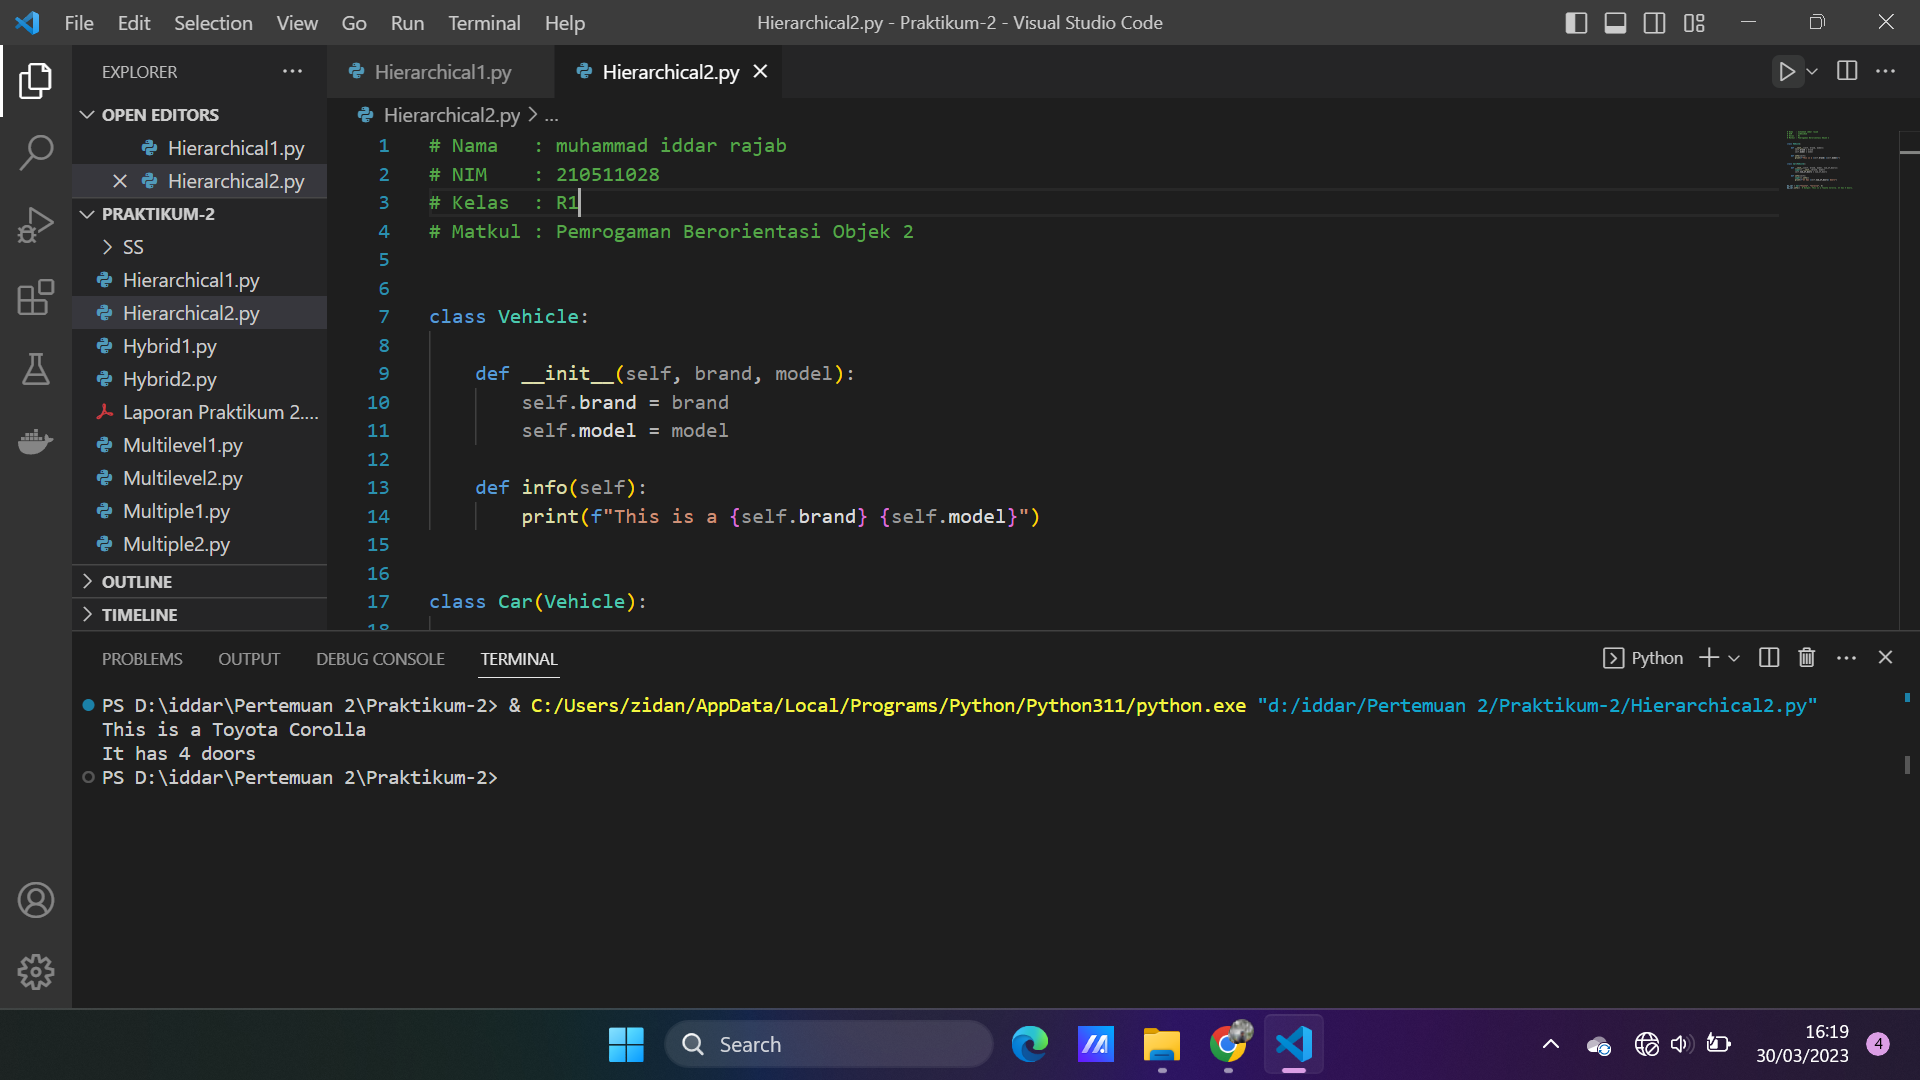 File Edit Selection View Go Run Terminal Help
Hierarchical2.py - Praktikum-2 - Visual Studio Code
EXPLORER
OPEN EDITORS
Hierarchical1.py
Hierarchical2.py
PRAKTIKUM-2
SS
Hierarchical1.py
Hierarchical2.py
Hybrid1.py
Hybrid2.py
Laporan Praktikum 2....
Multilevel1.py
Multilevel2.py
Multiple1.py
Multiple2.py
OUTLINE
TIMELINE
Hierarchical1.py
Hierarchical2.py
Hierarchical2.py > ...
1 # Nama   : muhammad iddar rajab
2 # NIM    : 210511028
3 # Kelas  : R1
4 # Matkul : Pemrogaman Berorientasi Objek 2
5
6
7 class Vehicle:
8
9     def __init__(self, brand, model):
10         self.brand = brand
11         self.model = model
12
13     def info(self):
14         print(f"This is a {self.brand} {self.model}")
15
16
17 class Car(Vehicle):
18
PROBLEMS OUTPUT DEBUG CONSOLE TERMINAL
Python
PS D:\iddar\Pertemuan 2\Praktikum-2> & C:/Users/zidan/AppData/Local/Programs/Python/Python311/python.exe "d:/iddar/Pertemuan 2/Praktikum-2/Hierarchical2.py"
This is a Toyota Corolla
It has 4 doors
PS D:\iddar\Pertemuan 2\Praktikum-2>
Search
16:19
30/03/2023
4